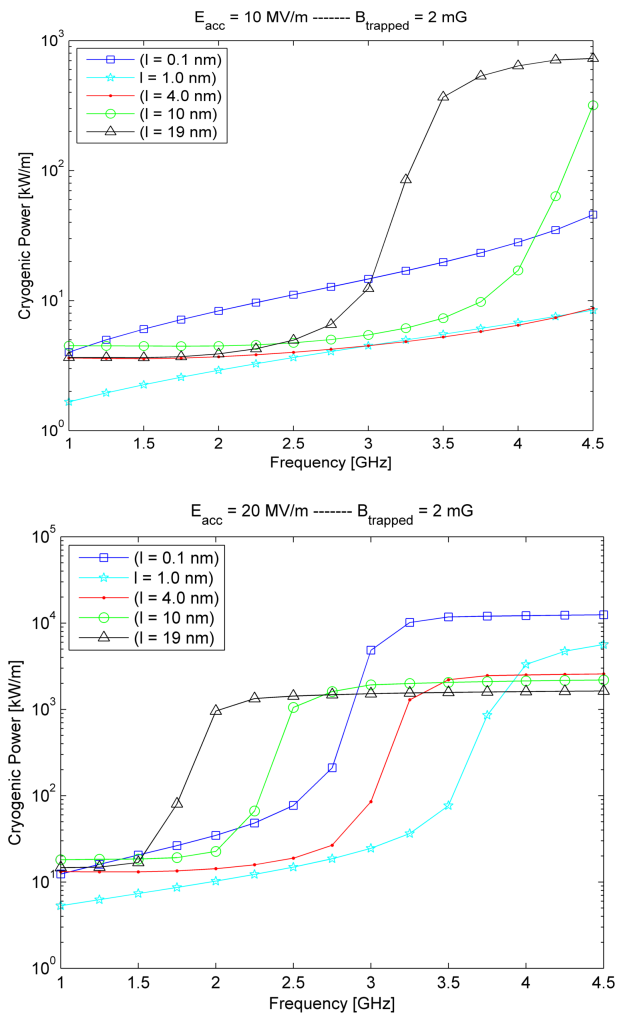 E_acc = 10 MV/m ------- B_trapped = 2 mG
10^3
10^2
10^1
10^0
Cryogenic Power [kW/m]
(l = 0.1 nm)
(l = 1.0 nm)
(l = 4.0 nm)
(l = 10 nm)
(l = 19 nm)
1 1.5 2 2.5 3 3.5 4 4.5
Frequency [GHz]
E_acc = 20 MV/m ------- B_trapped = 2 mG
10^5
10^4
10^3
10^2
10^1
10^0
Cryogenic Power [kW/m]
(l = 0.1 nm)
(l = 1.0 nm)
(l = 4.0 nm)
(l = 10 nm)
(l = 19 nm)
1 1.5 2 2.5 3 3.5 4 4.5
Frequency [GHz]